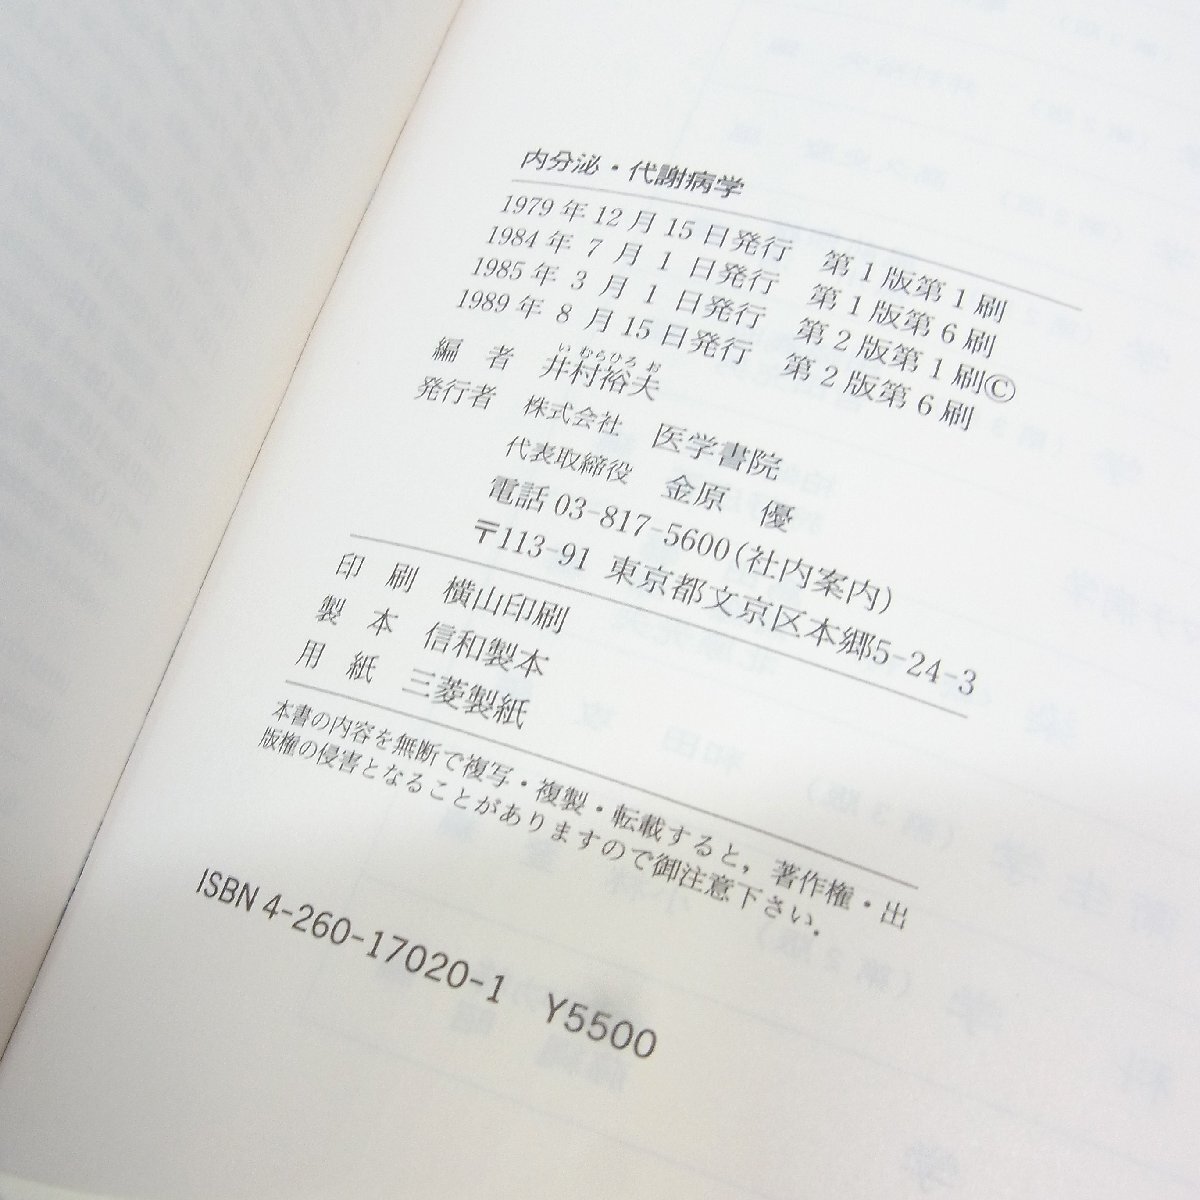 内分泌・代謝病学
1979年12月15日発行 第1版第1刷
1984年 7 月 1 日発行 第1版第6刷
1985年 3 月 1 日発行 第2版第1刷©
1989年 8 月15日発行 第2版第6刷
い むらひろ お
編 者 井村裕夫
発行者 株式会社 医学書院
代表取締役 金原 優
電話 03-817-5600(社内案内)
〒113-91 東京都文京区本郷5-24-3
印 刷 横山印刷
製 本 信和製本
用 紙 三菱製紙
本書の内容を無断で複写・複製・転載すると,著作権・出
版権の侵害となることがありますので御注意下さい.
ISBN 4-260-17020-1 Y5500